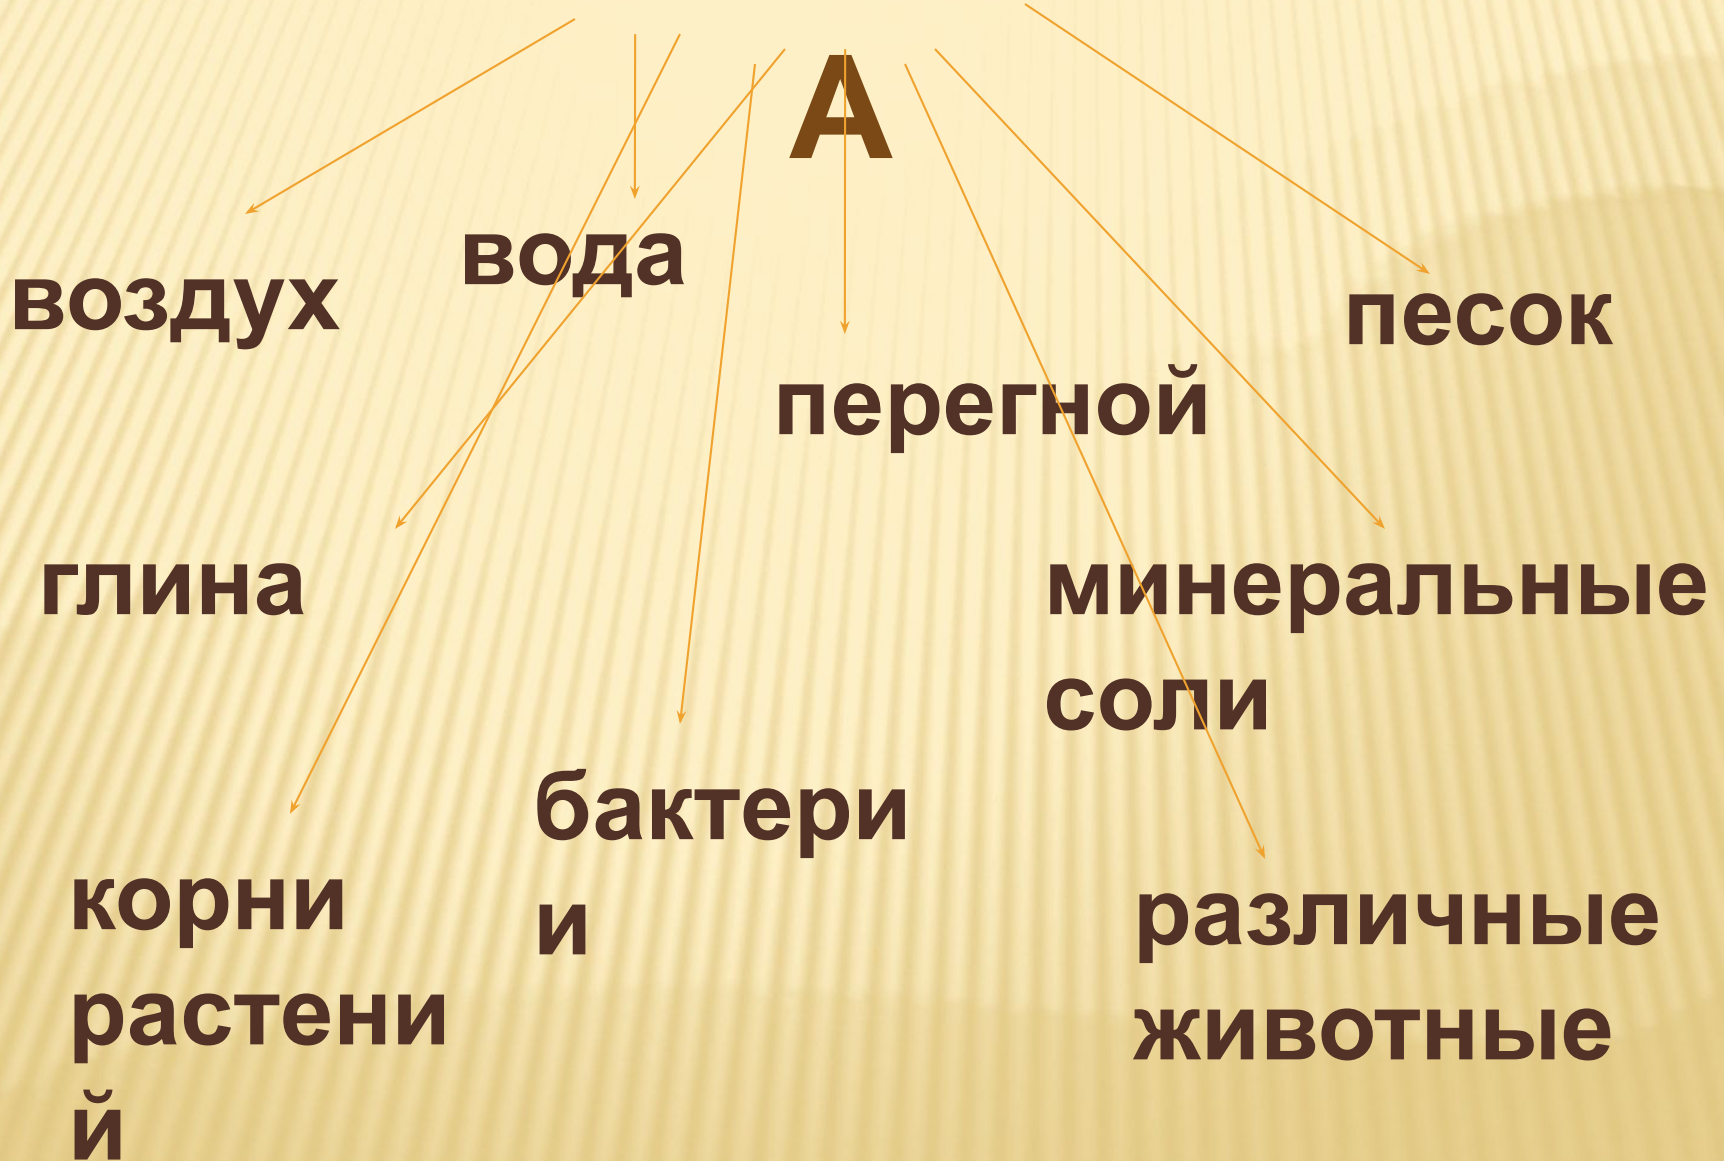 А
воздух
вода
песок
перегной
глина
минеральные
соли
бактери
и
корни
растени
й
различные
животные